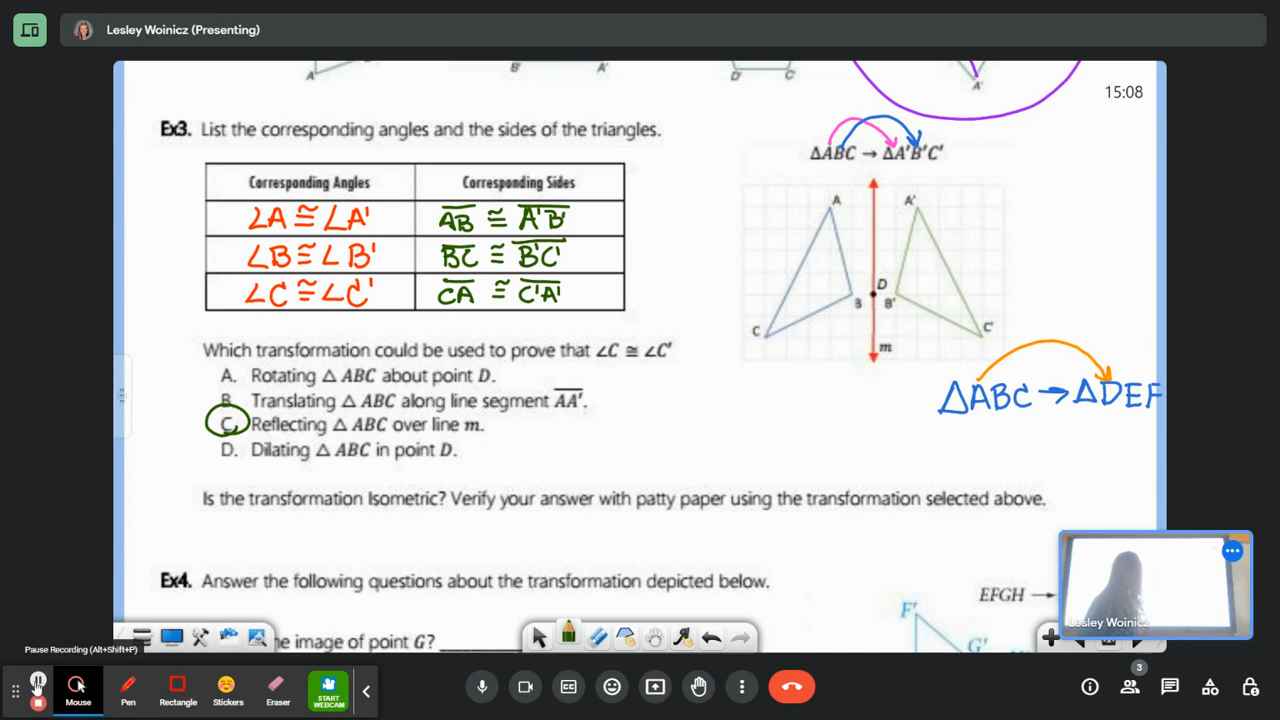 Lesley Woinicz (Presenting)
A
B' A'
D' C'
A'
15:08
Ex3. List the corresponding angles and the sides of the triangles.
ΔABC → ΔA'B'C'
Corresponding Angles Corresponding Sides
∠A ≅ ∠A' AB ≅ A'B'
∠B ≅ ∠B' BC ≅ B'C'
∠C ≅ ∠C' CA ≅ C'A'
A A'
D
B B'
C C'
m
Which transformation could be used to prove that ∠C ≅ ∠C'
A. Rotating △ ABC about point D.
B. Translating △ ABC along line segment AA'.
C. Reflecting △ ABC over line m.
D. Dilating △ ABC in point D.
ΔABC → ΔDEF
Is the transformation Isometric? Verify your answer with patty paper using the transformation selected above.
Ex4. Answer the following questions about the transformation depicted below.
EFGH →
F'
G'
he image of point G?
Lesley Woinicz
Pause Recording (Alt+Shift+P)
Mouse Pen Rectangle Stickers Eraser START WEBCAM
3